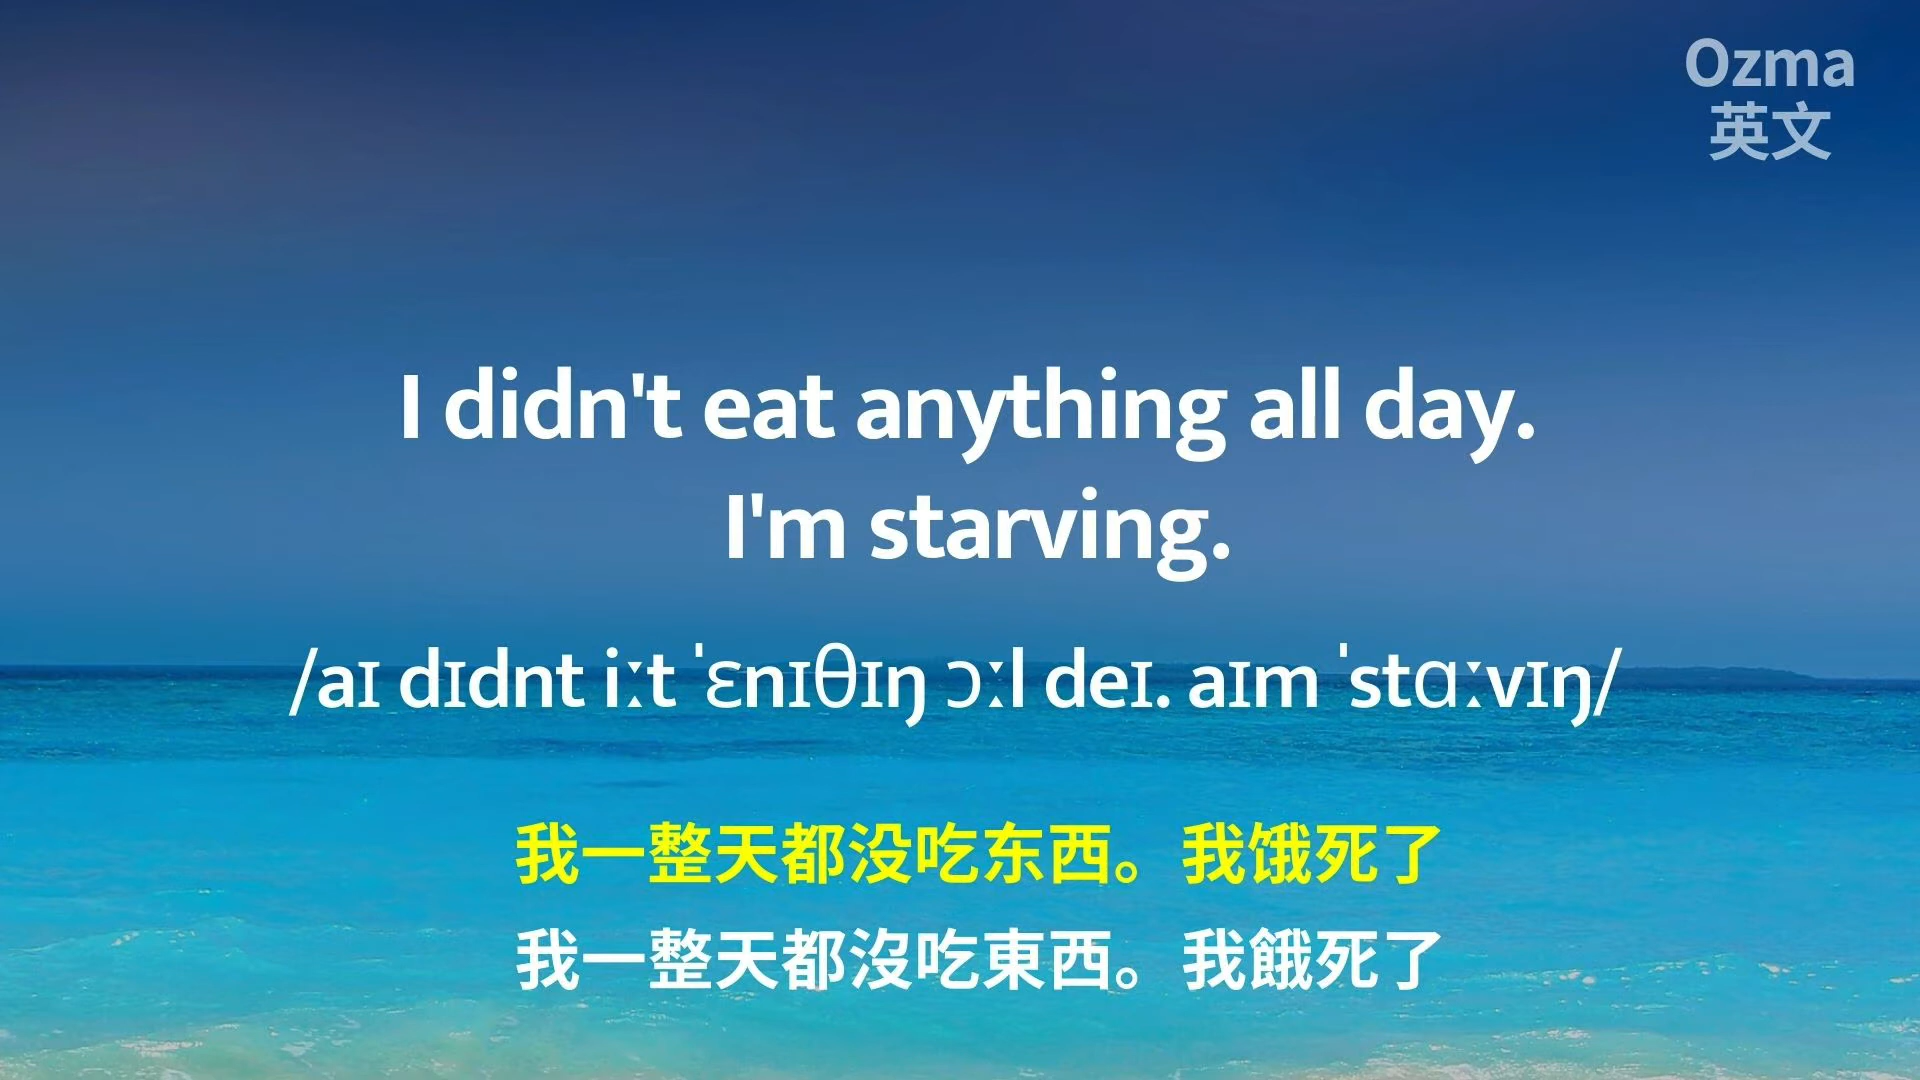 Ozma
英文
I didn't eat anything all day.
I'm starving.
/aɪ dɪdnt iːt ˈɛnɪθɪŋ ɔːl deɪ. aɪm ˈstɑːvɪŋ/
我一整天都没吃东西。我饿死了
我一整天都沒吃東西。我餓死了